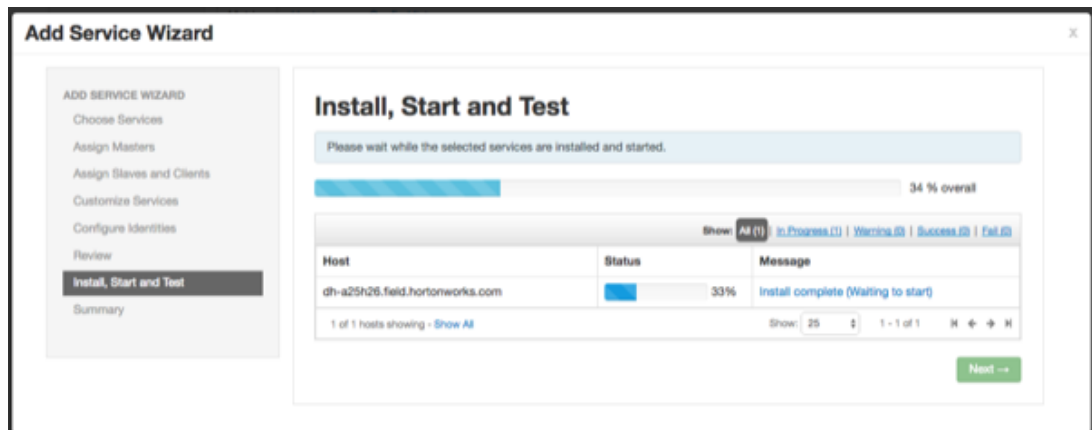 Add Service Wizard
X
ADD SERVICE WIZARD
Choose Services
Assign Masters
Assign Slaves and Clients
Customize Services
Configure Identities
Review
Install, Start and Test
Summary
Install, Start and Test
Please wait while the selected services are installed and started.
34 % overall
Show: All (1) | In Progress (1) | Warning (0) | Success (0) | Fail (0)
Host Status Message
dh-a25h26.field.hortonworks.com 33% Install complete (Waiting to start)
1 of 1 hosts showing - Show All Show: 25 1 - 1 of 1
Next →